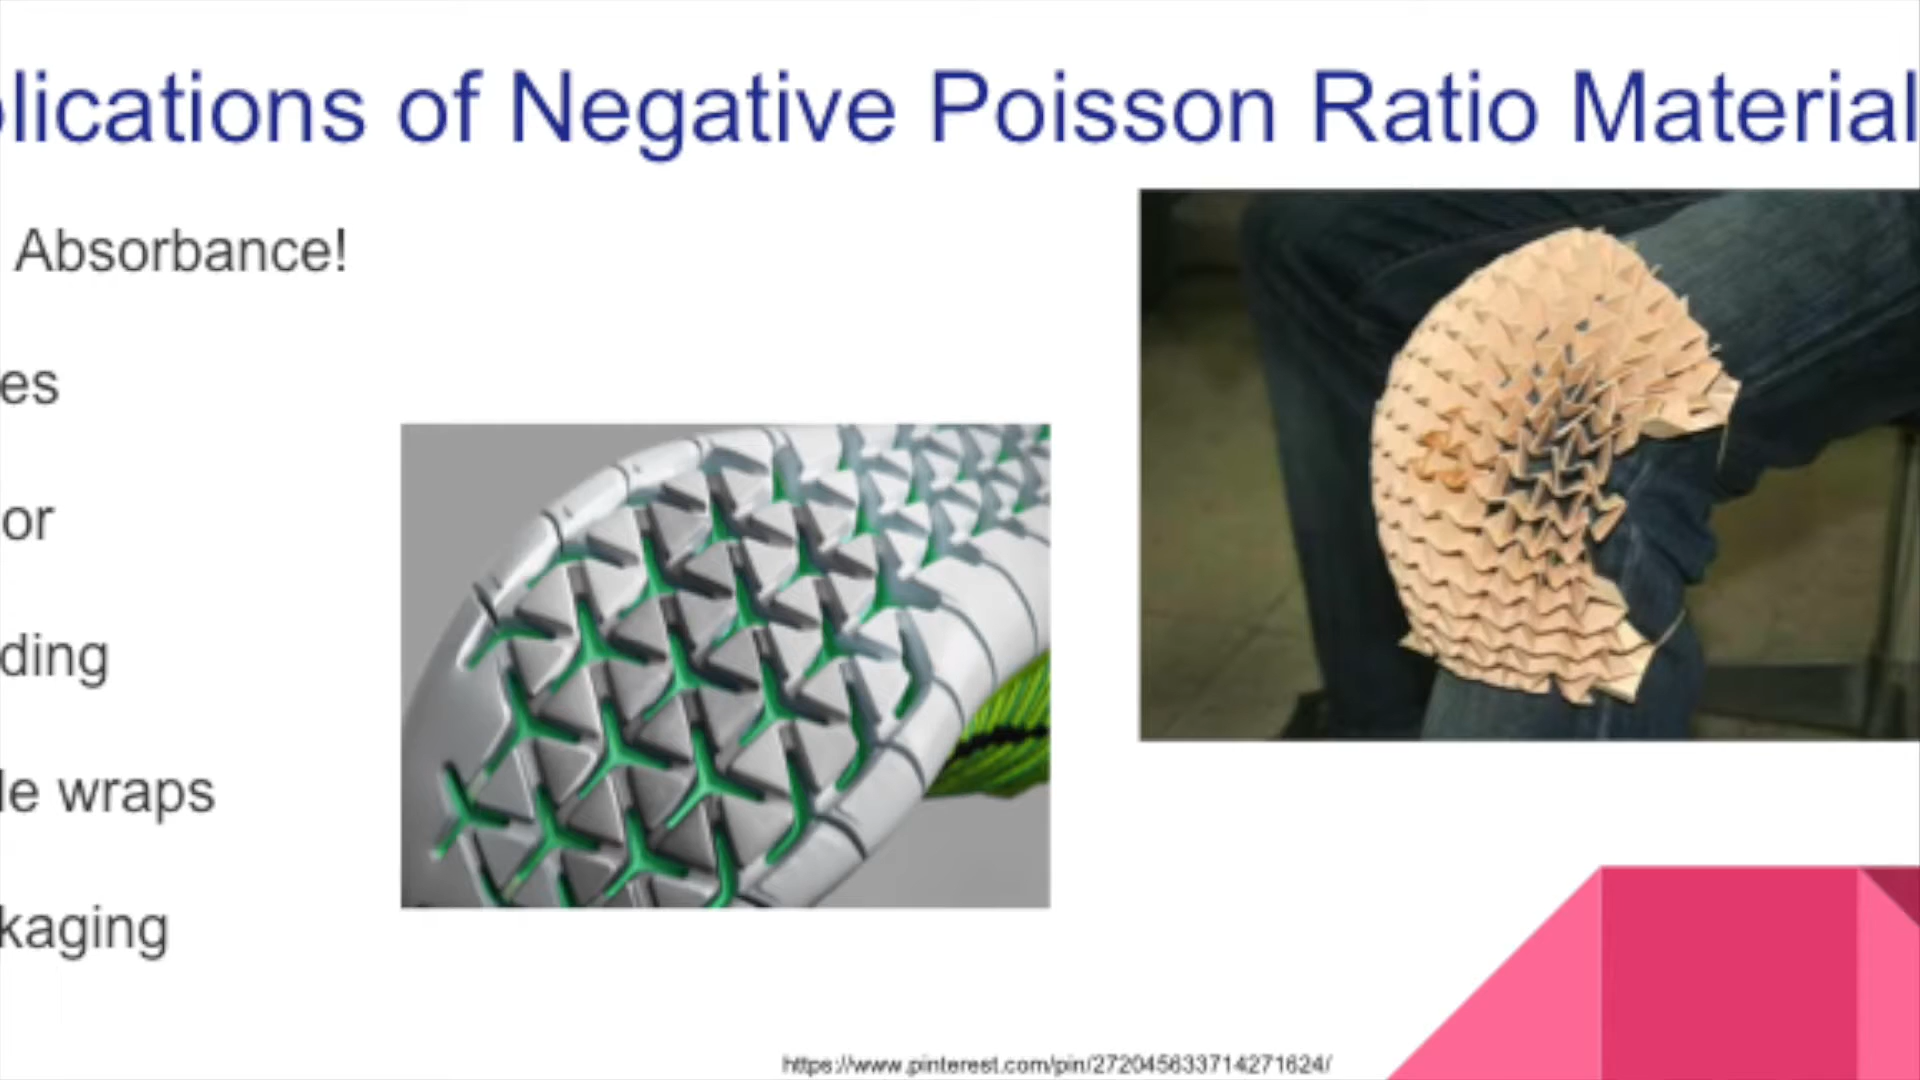 plications of Negative Poisson Ratio Material
Absorbance!
es
or
ding
le wraps
kaging
https://www.pinterest.com/pin/272045633714271624/